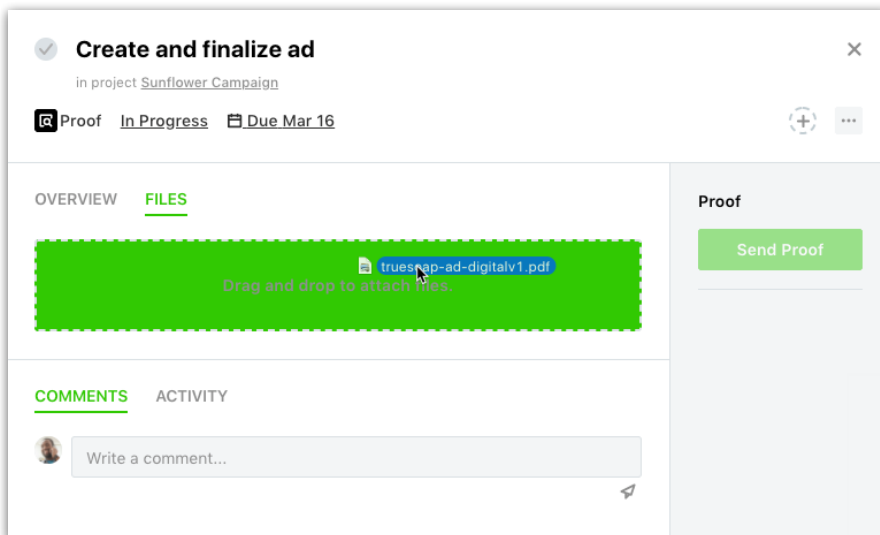 Create and finalize ad
in project Sunflower Campaign
Proof In Progress Due Mar 16
OVERVIEW FILES
Proof
Send Proof
-ad-digitalv1.pdf
Drag and drop to attach files.
COMMENTS ACTIVITY
Write a comment...